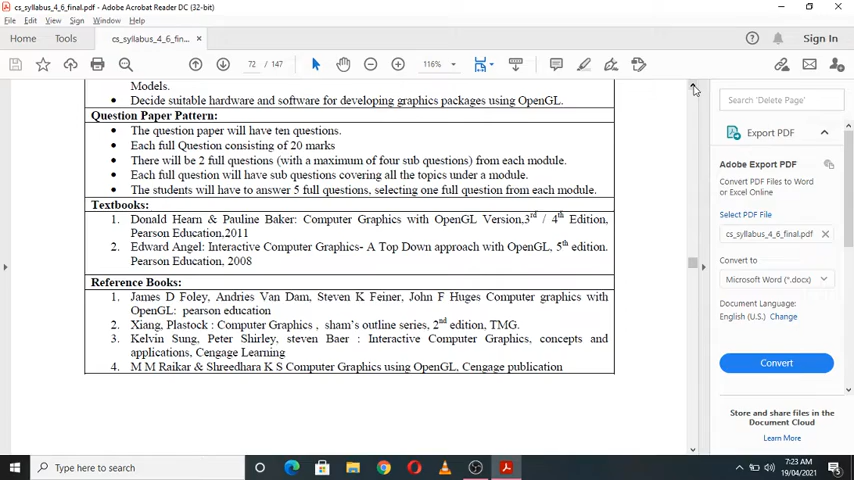 cs_syllabus_4_6_final.pdf - Adobe Acrobat Reader DC (32-bit)
File Edit View Sign Window Help
Home Tools cs_syllabus_4_6_fin... × Sign In
72 / 147 116%
Models.
• Decide suitable hardware and software for developing graphics packages using OpenGL.
Question Paper Pattern:
• The question paper will have ten questions.
• Each full Question consisting of 20 marks
• There will be 2 full questions (with a maximum of four sub questions) from each module.
• Each full question will have sub questions covering all the topics under a module.
• The students will have to answer 5 full questions, selecting one full question from each module.
Textbooks:
1. Donald Hearn & Pauline Baker: Computer Graphics with OpenGL Version,3rd / 4th Edition,
Pearson Education,2011
2. Edward Angel: Interactive Computer Graphics- A Top Down approach with OpenGL, 5th edition.
Pearson Education, 2008
Reference Books:
1. James D Foley, Andries Van Dam, Steven K Feiner, John F Huges Computer graphics with
OpenGL: pearson education
2. Xiang, Plastock : Computer Graphics , sham's outline series, 2nd edition, TMG.
3. Kelvin Sung, Peter Shirley, steven Baer : Interactive Computer Graphics, concepts and
applications, Cengage Learning
4. M M Raikar & Shreedhara K S Computer Graphics using OpenGL, Cengage publication
Search 'Delete Page'
Export PDF
Adobe Export PDF
Convert PDF Files to Word
or Excel Online
Select PDF File
cs_syllabus_4_6_final.pdf ×
Convert to
Microsoft Word (*.docx)
Document Language:
English (U.S.) Change
Convert
Store and share files in the
Document Cloud
Learn More
Type here to search
7:23 AM
19/04/2021